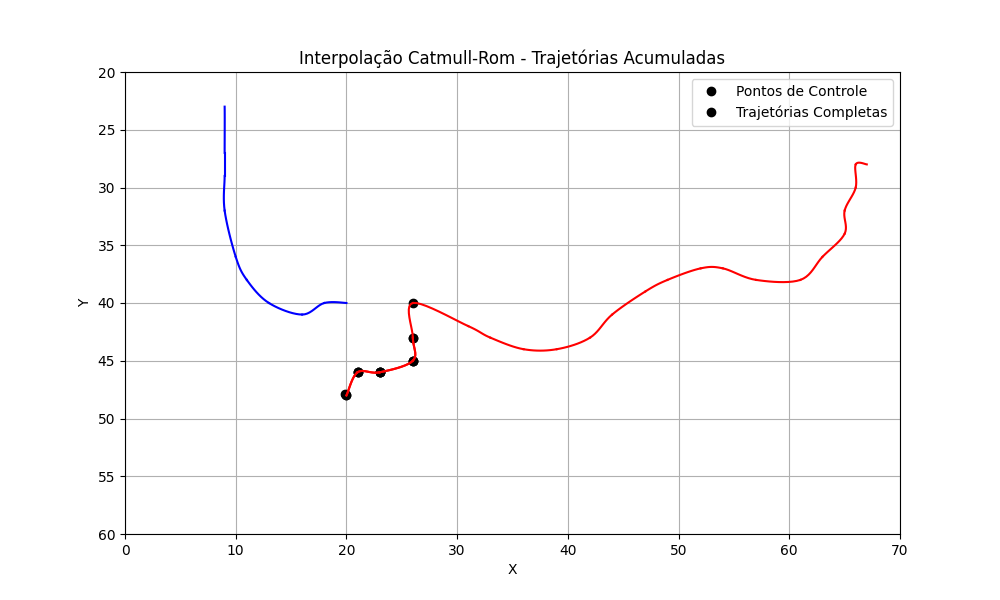 Interpolação Catmull-Rom - Trajetórias Acumuladas
Pontos de Controle
Trajetórias Completas
20
25
30
35
40
45
50
55
60
Y
0 10 20 30 40 50 60 70
X